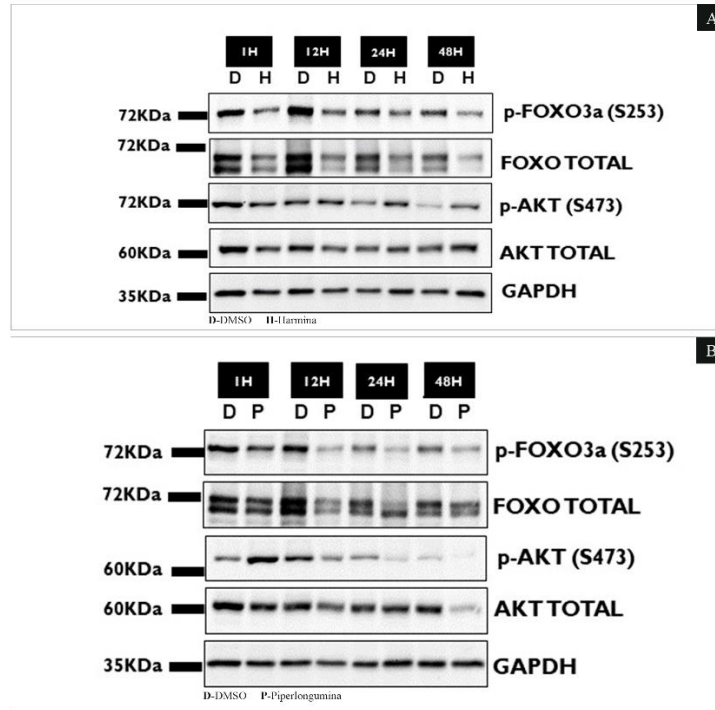 A
1H 12H 24H 48H
D H D H D H D H
72KDa p-FOXO3a (S253)
72KDa FOXO TOTAL
72KDa p-AKT (S473)
60KDa AKT TOTAL
35KDa GAPDH
D-DMSO H-Harmina
B
1H 12H 24H 48H
D P D P D P D P
72KDa p-FOXO3a (S253)
72KDa FOXO TOTAL
60KDa p-AKT (S473)
60KDa AKT TOTAL
35KDa GAPDH
D-DMSO P-Piperlongumina